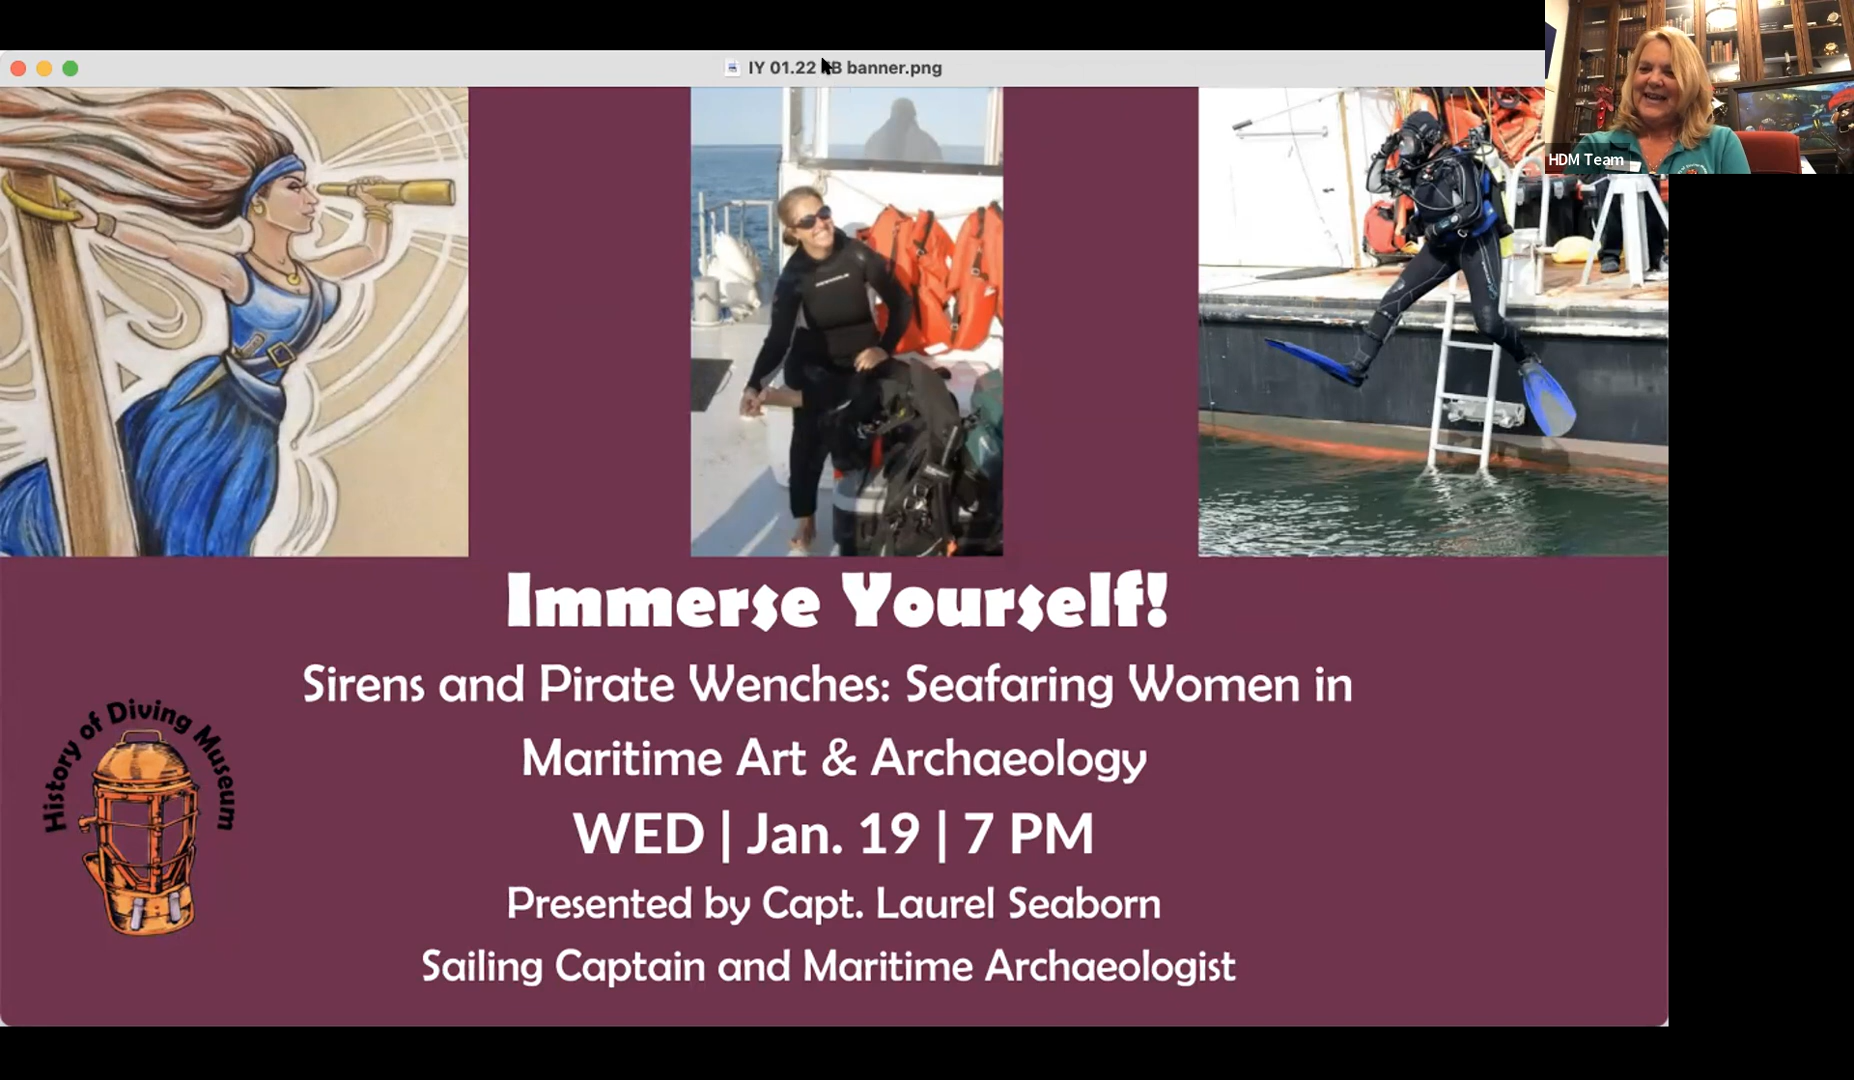 IY 01.22 B banner.png
HDM Team
Immerse Yourself!
Sirens and Pirate Wenches: Seafaring Women in
Maritime Art & Archaeology
WED | Jan. 19 | 7 PM
Presented by Capt. Laurel Seaborn
Sailing Captain and Maritime Archaeologist
History of Diving Museum